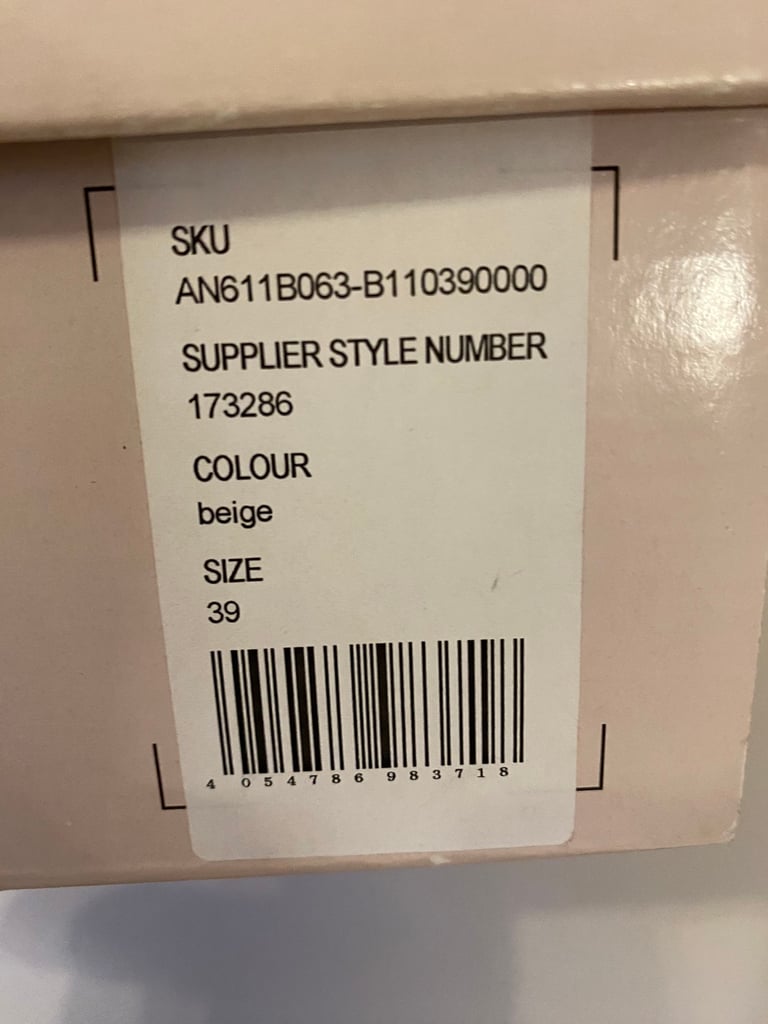 SKU
AN611B063-B110390000
SUPPLIER STYLE NUMBER
173286
COLOUR
beige
SIZE
39
4 054786 983718